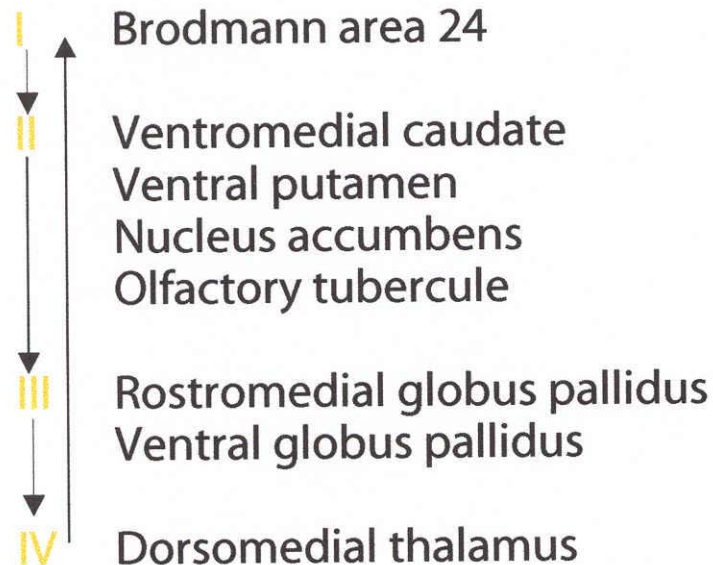 I Brodmann area 24
II Ventromedial caudate
Ventral putamen
Nucleus accumbens
Olfactory tubercule
III Rostromedial globus pallidus
Ventral globus pallidus
IV Dorsomedial thalamus